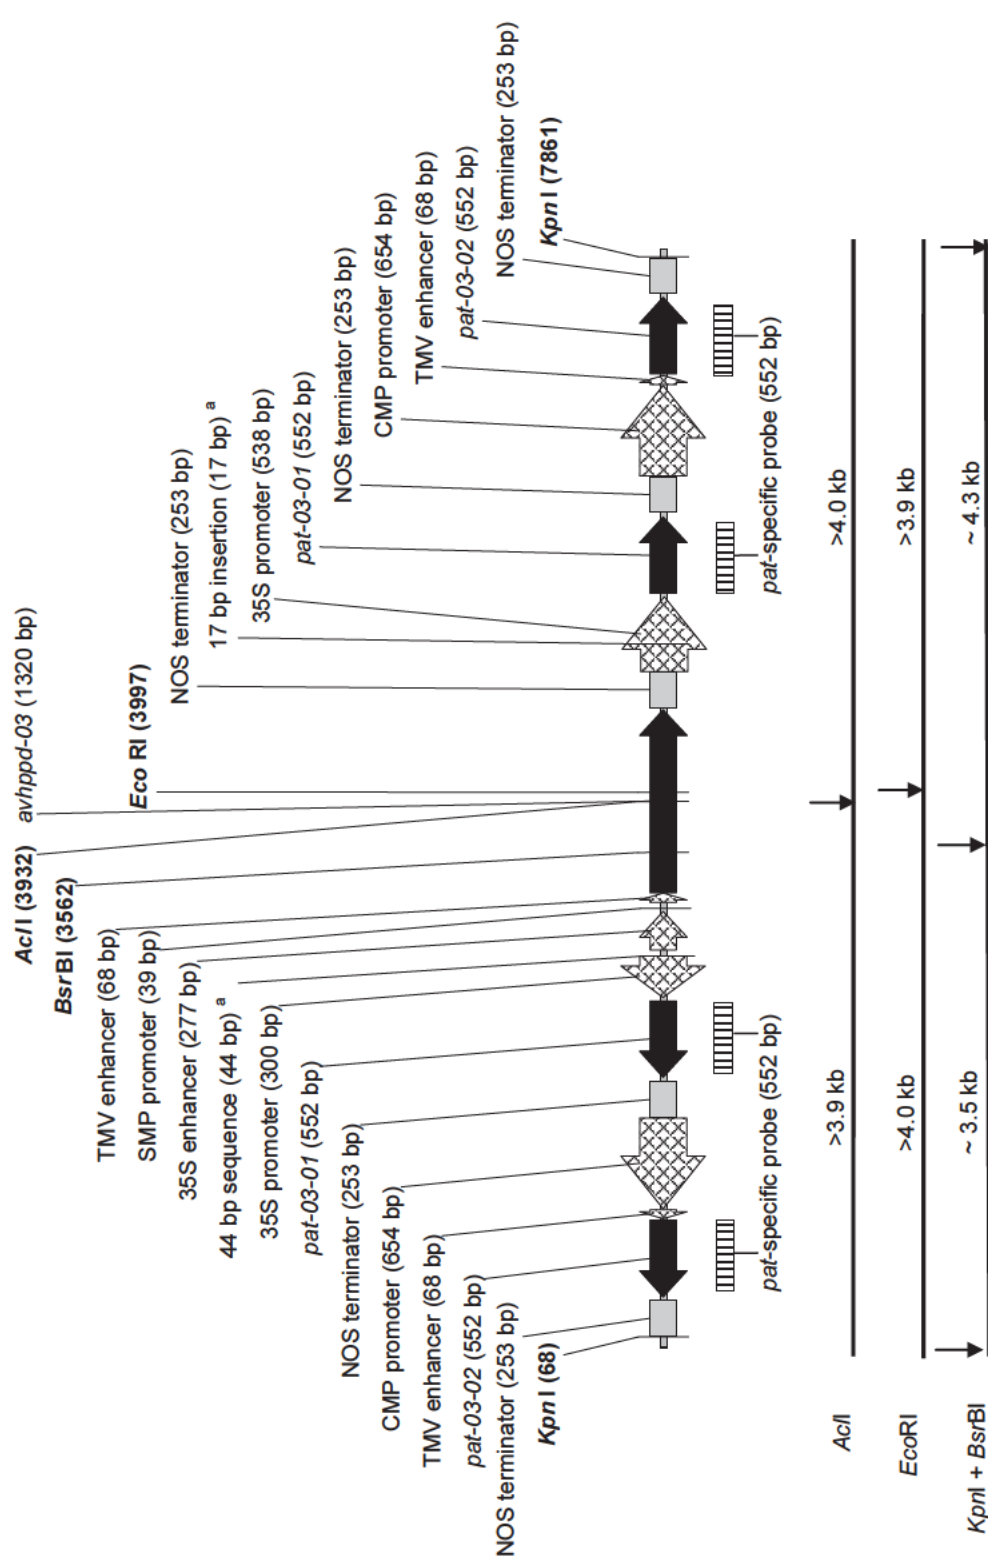 AclI (3932)
avhppd-03 (1320 bp)
BsrBI (3562)
EcoRI (3997)
TMV enhancer (68 bp)
SMP promoter (39 bp)
35S enhancer (277 bp)
44 bp sequence (44 bp) a
35S promoter (300 bp)
pat-03-01 (552 bp)
NOS terminator (253 bp)
CMP promoter (654 bp)
TMV enhancer (68 bp)
pat-03-02 (552 bp)
NOS terminator (253 bp)
KpnI (68)
NOS terminator (253 bp)
17 bp insertion (17 bp) a
35S promoter (538 bp)
pat-03-01 (552 bp)
NOS terminator (253 bp)
CMP promoter (654 bp)
TMV enhancer (68 bp)
pat-03-02 (552 bp)
NOS terminator (253 bp)
KpnI (7861)
pat-specific probe (552 bp)
pat-specific probe (552 bp)
AclI
>3.9 kb
>4.0 kb
EcoRI
>4.0 kb
>3.9 kb
KpnI + BsrBI
~ 3.5 kb
~ 4.3 kb